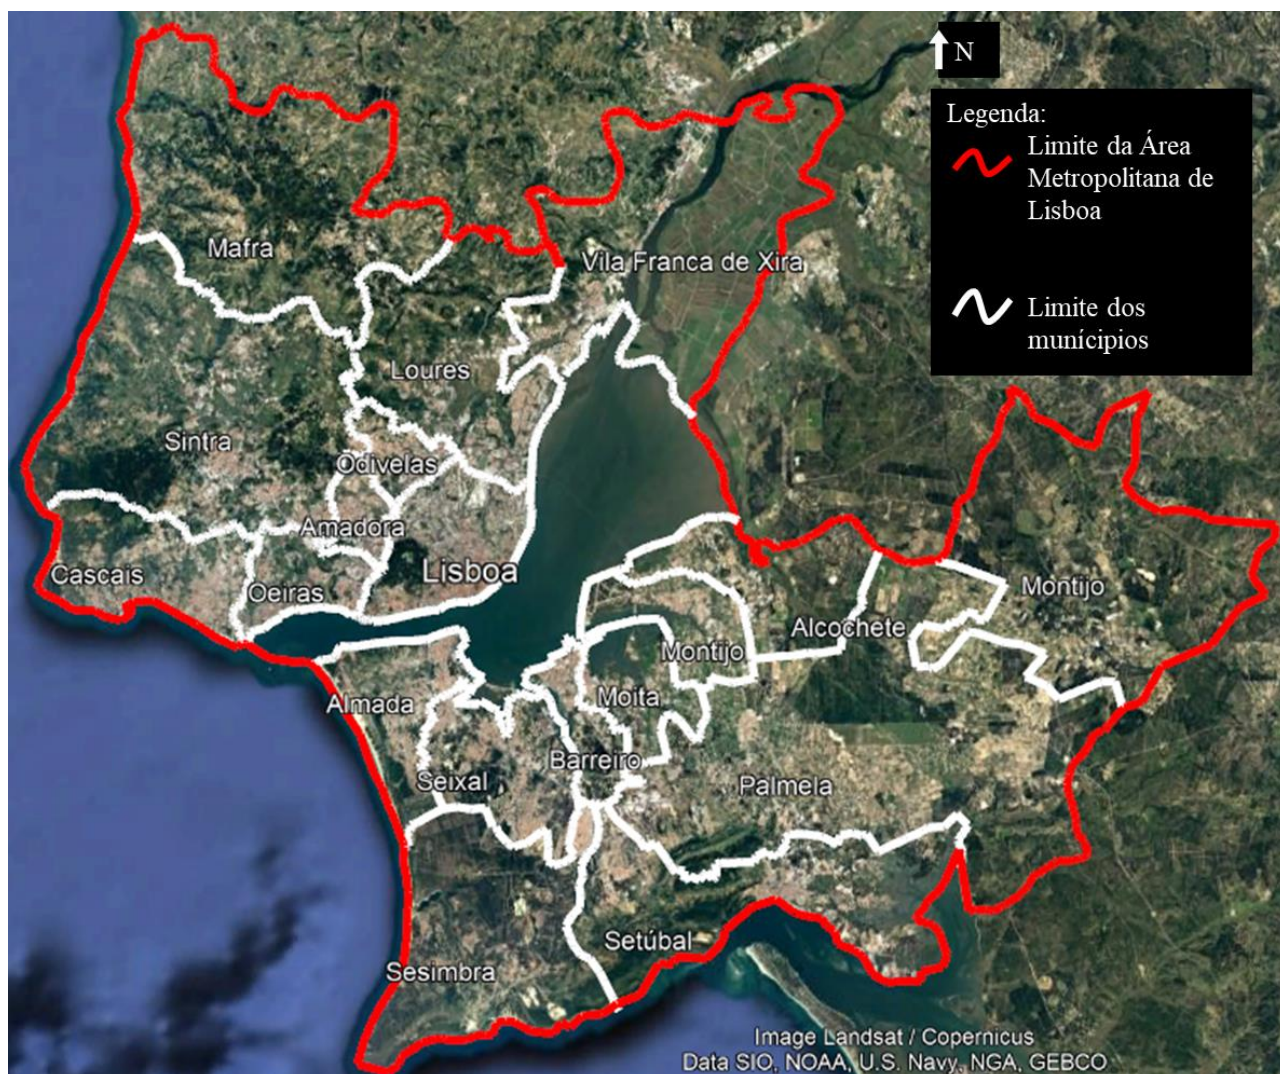 N
Legenda:
Limite da Área
Metropolitana de
Lisboa
Limite dos
munícipios
Mafra
Vila Franca de Xira
Loures
Sintra
Odivelas
Amadora
Cascais
Oeiras
Lisboa
Montijo
Alcochete
Montijo
Almada
Moita
Barreiro
Seixal
Palmela
Setúbal
Sesimbra
Image Landsat / Copernicus
Data SIO, NOAA, U.S. Navy, NGA, GEBCO